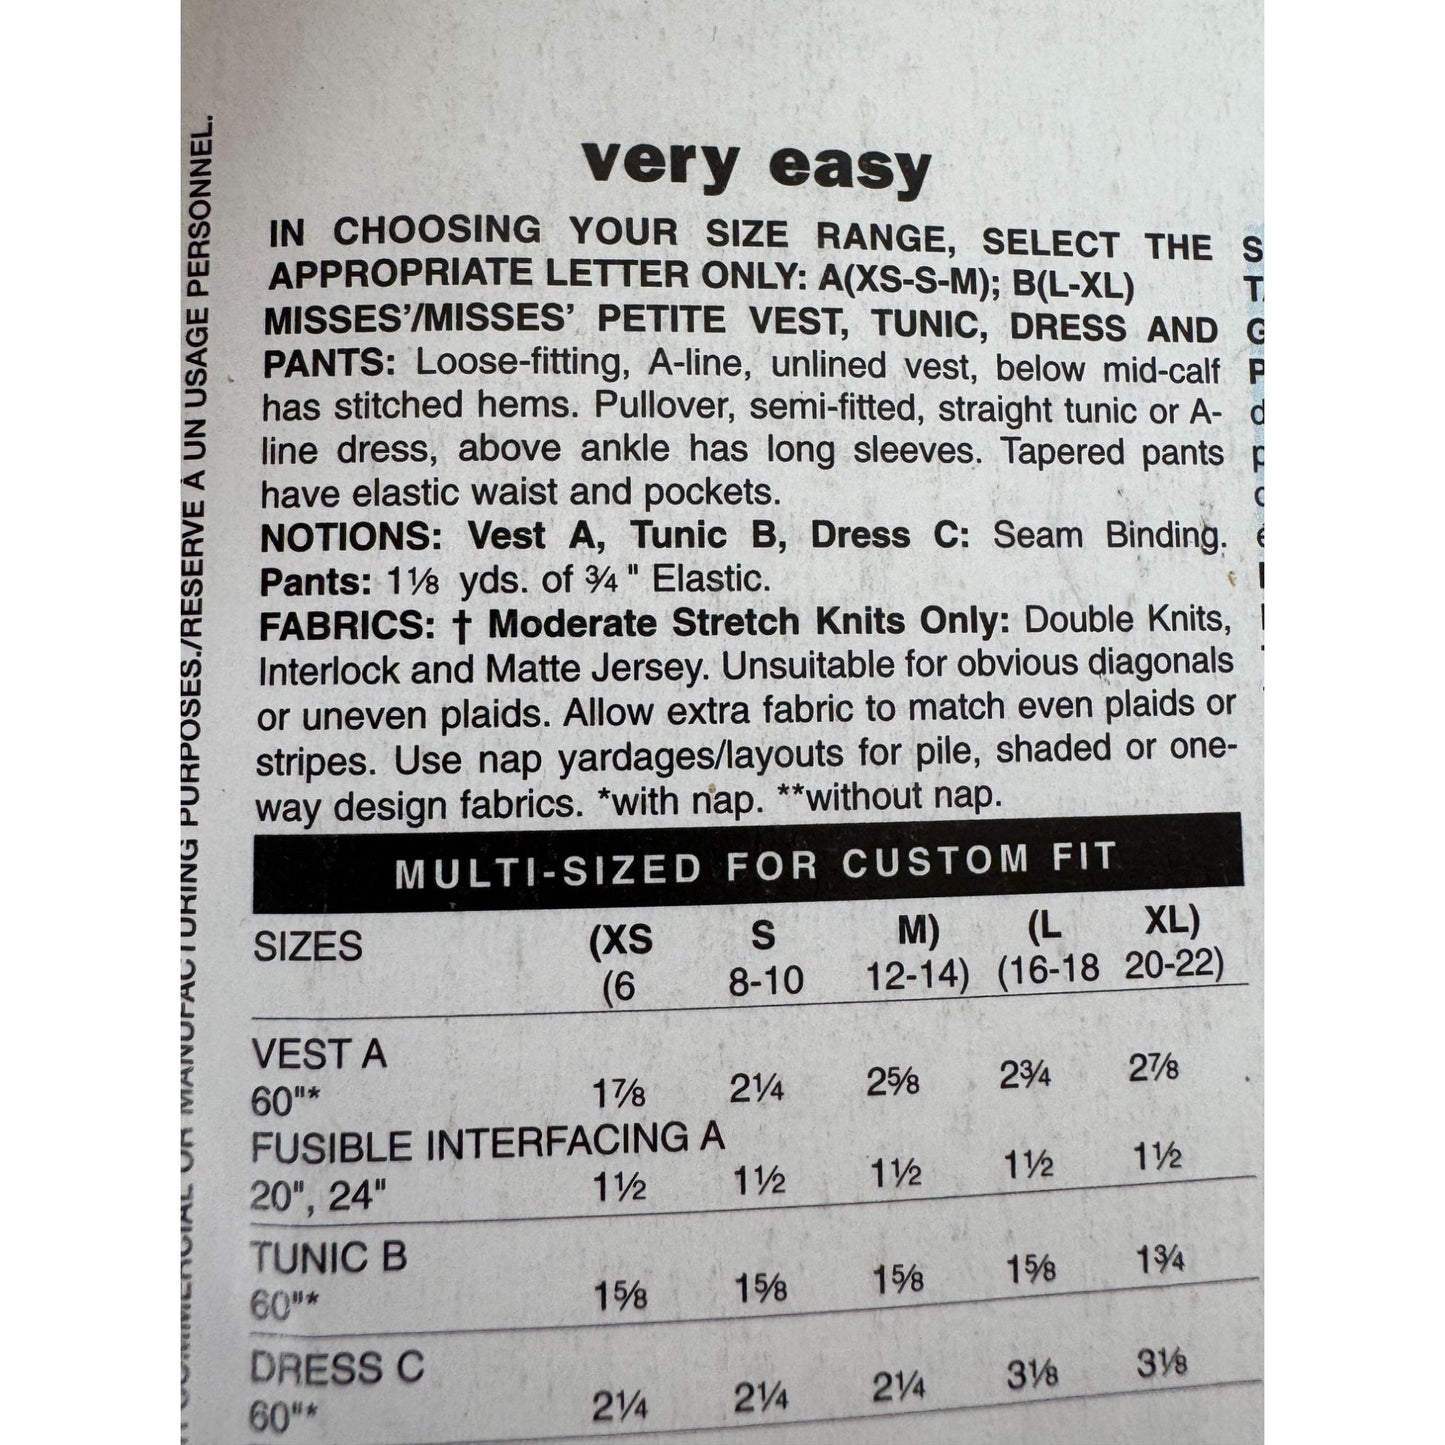 very easy
IN CHOOSING YOUR SIZE RANGE, SELECT THE
APPROPRIATE LETTER ONLY: A(XS-S-M); B(L-XL)
MISSES'/MISSES' PETITE VEST, TUNIC, DRESS AND
PANTS: Loose-fitting, A-line, unlined vest, below mid-calf
has stitched hems. Pullover, semi-fitted, straight tunic or A-
line dress, above ankle has long sleeves. Tapered pants
have elastic waist and pockets.
NOTIONS: Vest A, Tunic B, Dress C: Seam Binding.
Pants: 1⅛ yds. of ¾" Elastic.
FABRICS: † Moderate Stretch Knits Only: Double Knits,
Interlock and Matte Jersey. Unsuitable for obvious diagonals
or uneven plaids. Allow extra fabric to match even plaids or
stripes. Use nap yardages/layouts for pile, shaded or one-
way design fabrics. *with nap. **without nap.
MULTI-SIZED FOR CUSTOM FIT
SIZES (XS S M) (L XL)
(6 8-10 12-14) (16-18 20-22)
VEST A
60"* 1⅞ 2¼ 2⅝ 2¾ 2⅞
FUSIBLE INTERFACING A
20", 24" 1½ 1½ 1½ 1½ 1½
TUNIC B
60"* 1⅝ 1⅝ 1⅝ 1⅝ 1¾
DRESS C
60"* 2¼ 2¼ 2¼ 3⅛ 3⅛
COMMERCIAL OR MANUFACTURING PURPOSES./RESERVE À UN USAGE PERSONNEL.